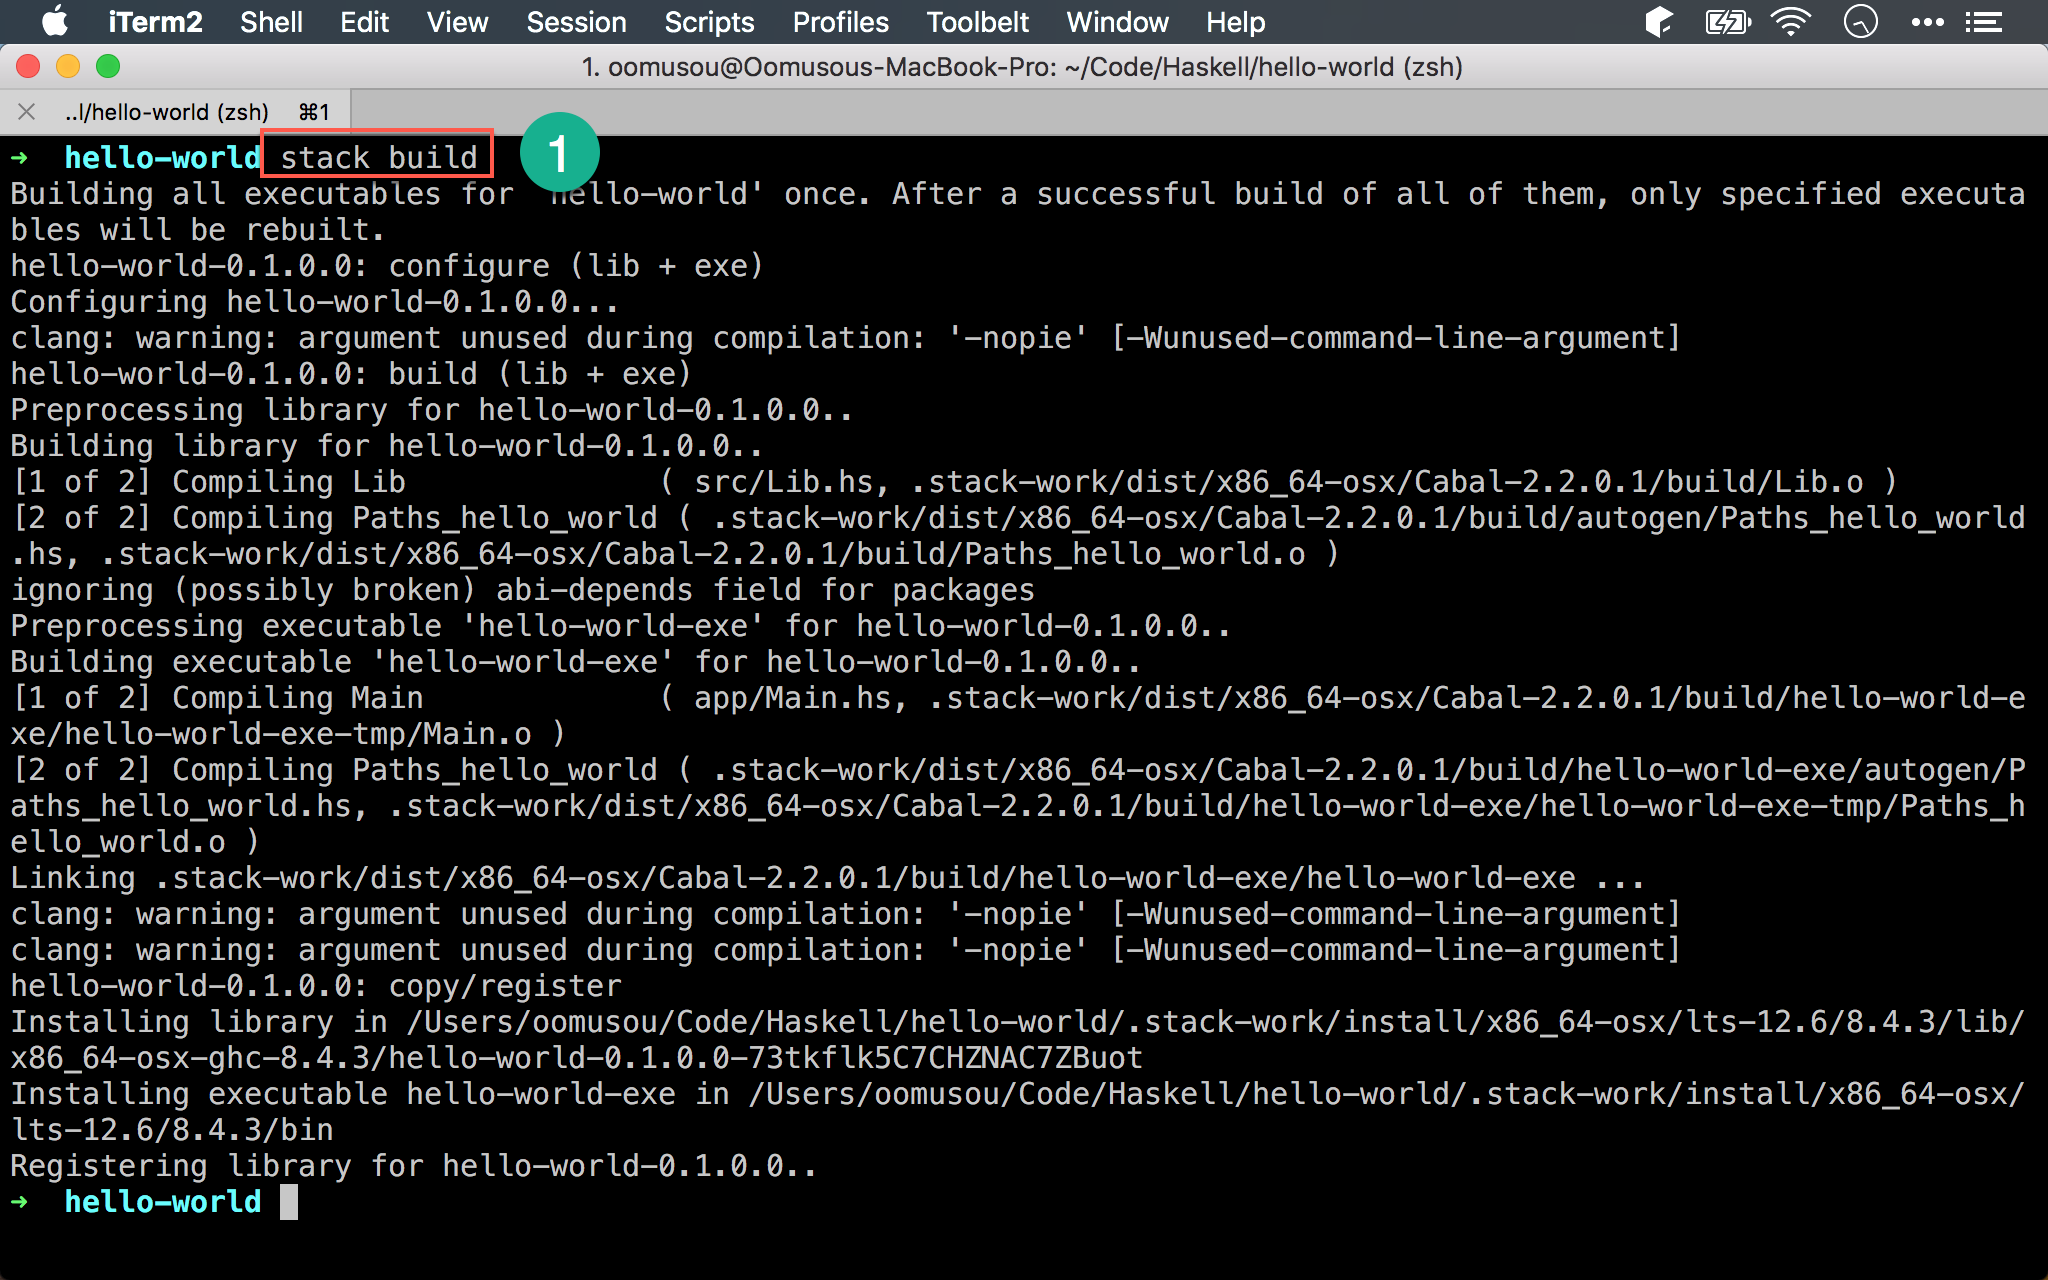 iTerm2 Shell Edit View Session Scripts Profiles Toolbelt Window Help
1. oomusou@Oomusous-MacBook-Pro: ~/Code/Haskell/hello-world (zsh)
..l/hello-world (zsh) ⌘1
➜ hello-world stack build 1
Building all executables for `hello-world' once. After a successful build of all of them, only specified executa
bles will be rebuilt.
hello-world-0.1.0.0: configure (lib + exe)
Configuring hello-world-0.1.0.0...
clang: warning: argument unused during compilation: '-nopie' [-Wunused-command-line-argument]
hello-world-0.1.0.0: build (lib + exe)
Preprocessing library for hello-world-0.1.0.0..
Building library for hello-world-0.1.0.0..
[1 of 2] Compiling Lib              ( src/Lib.hs, .stack-work/dist/x86_64-osx/Cabal-2.2.0.1/build/Lib.o )
[2 of 2] Compiling Paths_hello_world ( .stack-work/dist/x86_64-osx/Cabal-2.2.0.1/build/autogen/Paths_hello_world
.hs, .stack-work/dist/x86_64-osx/Cabal-2.2.0.1/build/Paths_hello_world.o )
ignoring (possibly broken) abi-depends field for packages
Preprocessing executable 'hello-world-exe' for hello-world-0.1.0.0..
Building executable 'hello-world-exe' for hello-world-0.1.0.0..
[1 of 2] Compiling Main             ( app/Main.hs, .stack-work/dist/x86_64-osx/Cabal-2.2.0.1/build/hello-world-e
xe/hello-world-exe-tmp/Main.o )
[2 of 2] Compiling Paths_hello_world ( .stack-work/dist/x86_64-osx/Cabal-2.2.0.1/build/hello-world-exe/autogen/P
aths_hello_world.hs, .stack-work/dist/x86_64-osx/Cabal-2.2.0.1/build/hello-world-exe/hello-world-exe-tmp/Paths_h
ello_world.o )
Linking .stack-work/dist/x86_64-osx/Cabal-2.2.0.1/build/hello-world-exe/hello-world-exe ...
clang: warning: argument unused during compilation: '-nopie' [-Wunused-command-line-argument]
clang: warning: argument unused during compilation: '-nopie' [-Wunused-command-line-argument]
hello-world-0.1.0.0: copy/register
Installing library in /Users/oomusou/Code/Haskell/hello-world/.stack-work/install/x86_64-osx/lts-12.6/8.4.3/lib/
x86_64-osx-ghc-8.4.3/hello-world-0.1.0.0-73tkflk5C7CHZNAC7ZBuot
Installing executable hello-world-exe in /Users/oomusou/Code/Haskell/hello-world/.stack-work/install/x86_64-osx/
lts-12.6/8.4.3/bin
Registering library for hello-world-0.1.0.0..
➜ hello-world